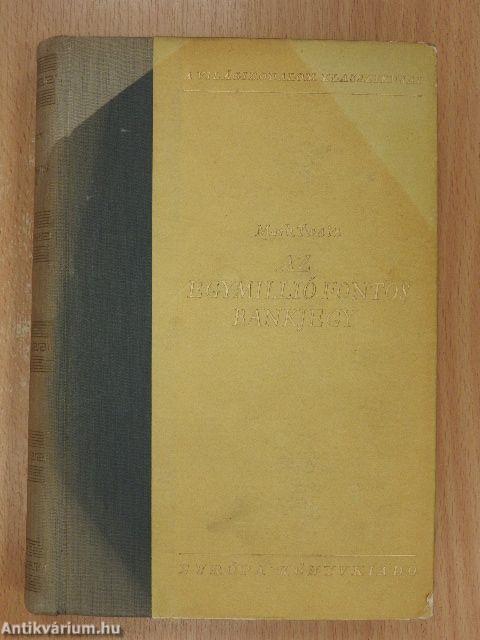 A VILÁGIRODALOM KLASSZIKUSAI
Mark Twain
AZ
EGYMILLIÓ FONTOS
BANKJEGY
EURÓPA KÖNYVKIADÓ
Antikvárium.hu